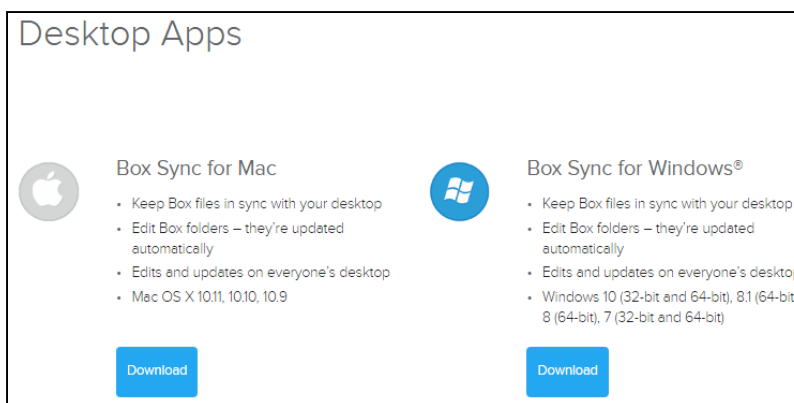 Desktop Apps
Box Sync for Mac
• Keep Box files in sync with your desktop
• Edit Box folders – they're updated
automatically
• Edits and updates on everyone's desktop
• Mac OS X 10.11, 10.10, 10.9
Download
Box Sync for Windows®
• Keep Box files in sync with your desktop
• Edit Box folders – they're updated
automatically
• Edits and updates on everyone's desktop
• Windows 10 (32-bit and 64-bit), 8.1 (64-bit
8 (64-bit), 7 (32-bit and 64-bit)
Download